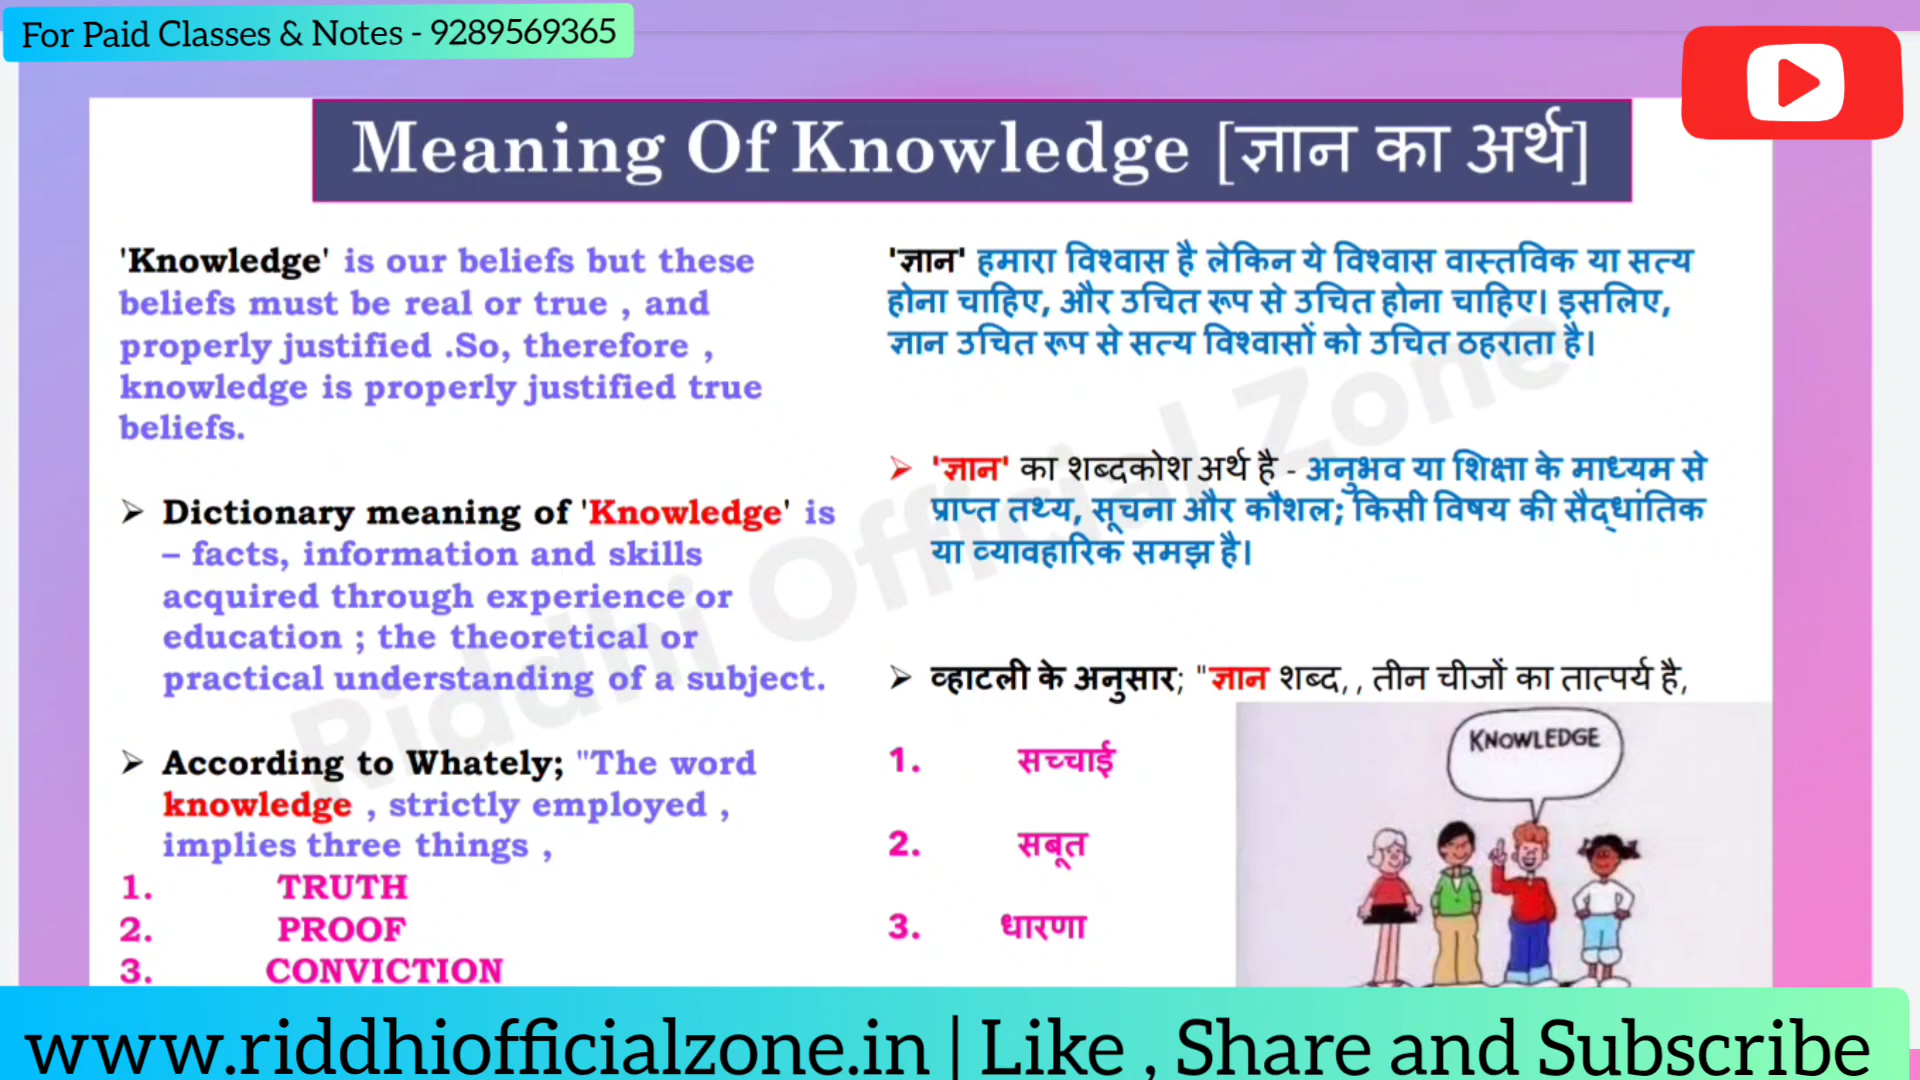 For Paid Classes & Notes - 9289569365
Meaning Of Knowledge [ज्ञान का अर्थ]
'Knowledge' is our beliefs but these
beliefs must be real or true , and
properly justified .So, therefore ,
knowledge is properly justified true
beliefs.
➢ Dictionary meaning of 'Knowledge' is
– facts, information and skills
acquired through experience or
education ; the theoretical or
practical understanding of a subject.
➢ According to Whately; "The word
knowledge , strictly employed ,
implies three things ,
1. TRUTH
2. PROOF
3. CONVICTION
'ज्ञान' हमारा विश्वास है लेकिन ये विश्वास वास्तविक या सत्य
होना चाहिए, और उचित रूप से उचित होना चाहिए। इसलिए,
ज्ञान उचित रूप से सत्य विश्वासों को उचित ठहराता है।
➢ 'ज्ञान' का शब्दकोश अर्थ है - अनुभव या शिक्षा के माध्यम से
प्राप्त तथ्य, सूचना और कौशल; किसी विषय की सैद्धांतिक
या व्यावहारिक समझ है।
➢ व्हाटली के अनुसार; "ज्ञान शब्द, , तीन चीजों का तात्पर्य है,
1. सच्चाई
2. सबूत
3. धारणा
KNOWLEDGE
Riddhi Official Zone
www.riddhiofficialzone.in | Like , Share and Subscribe